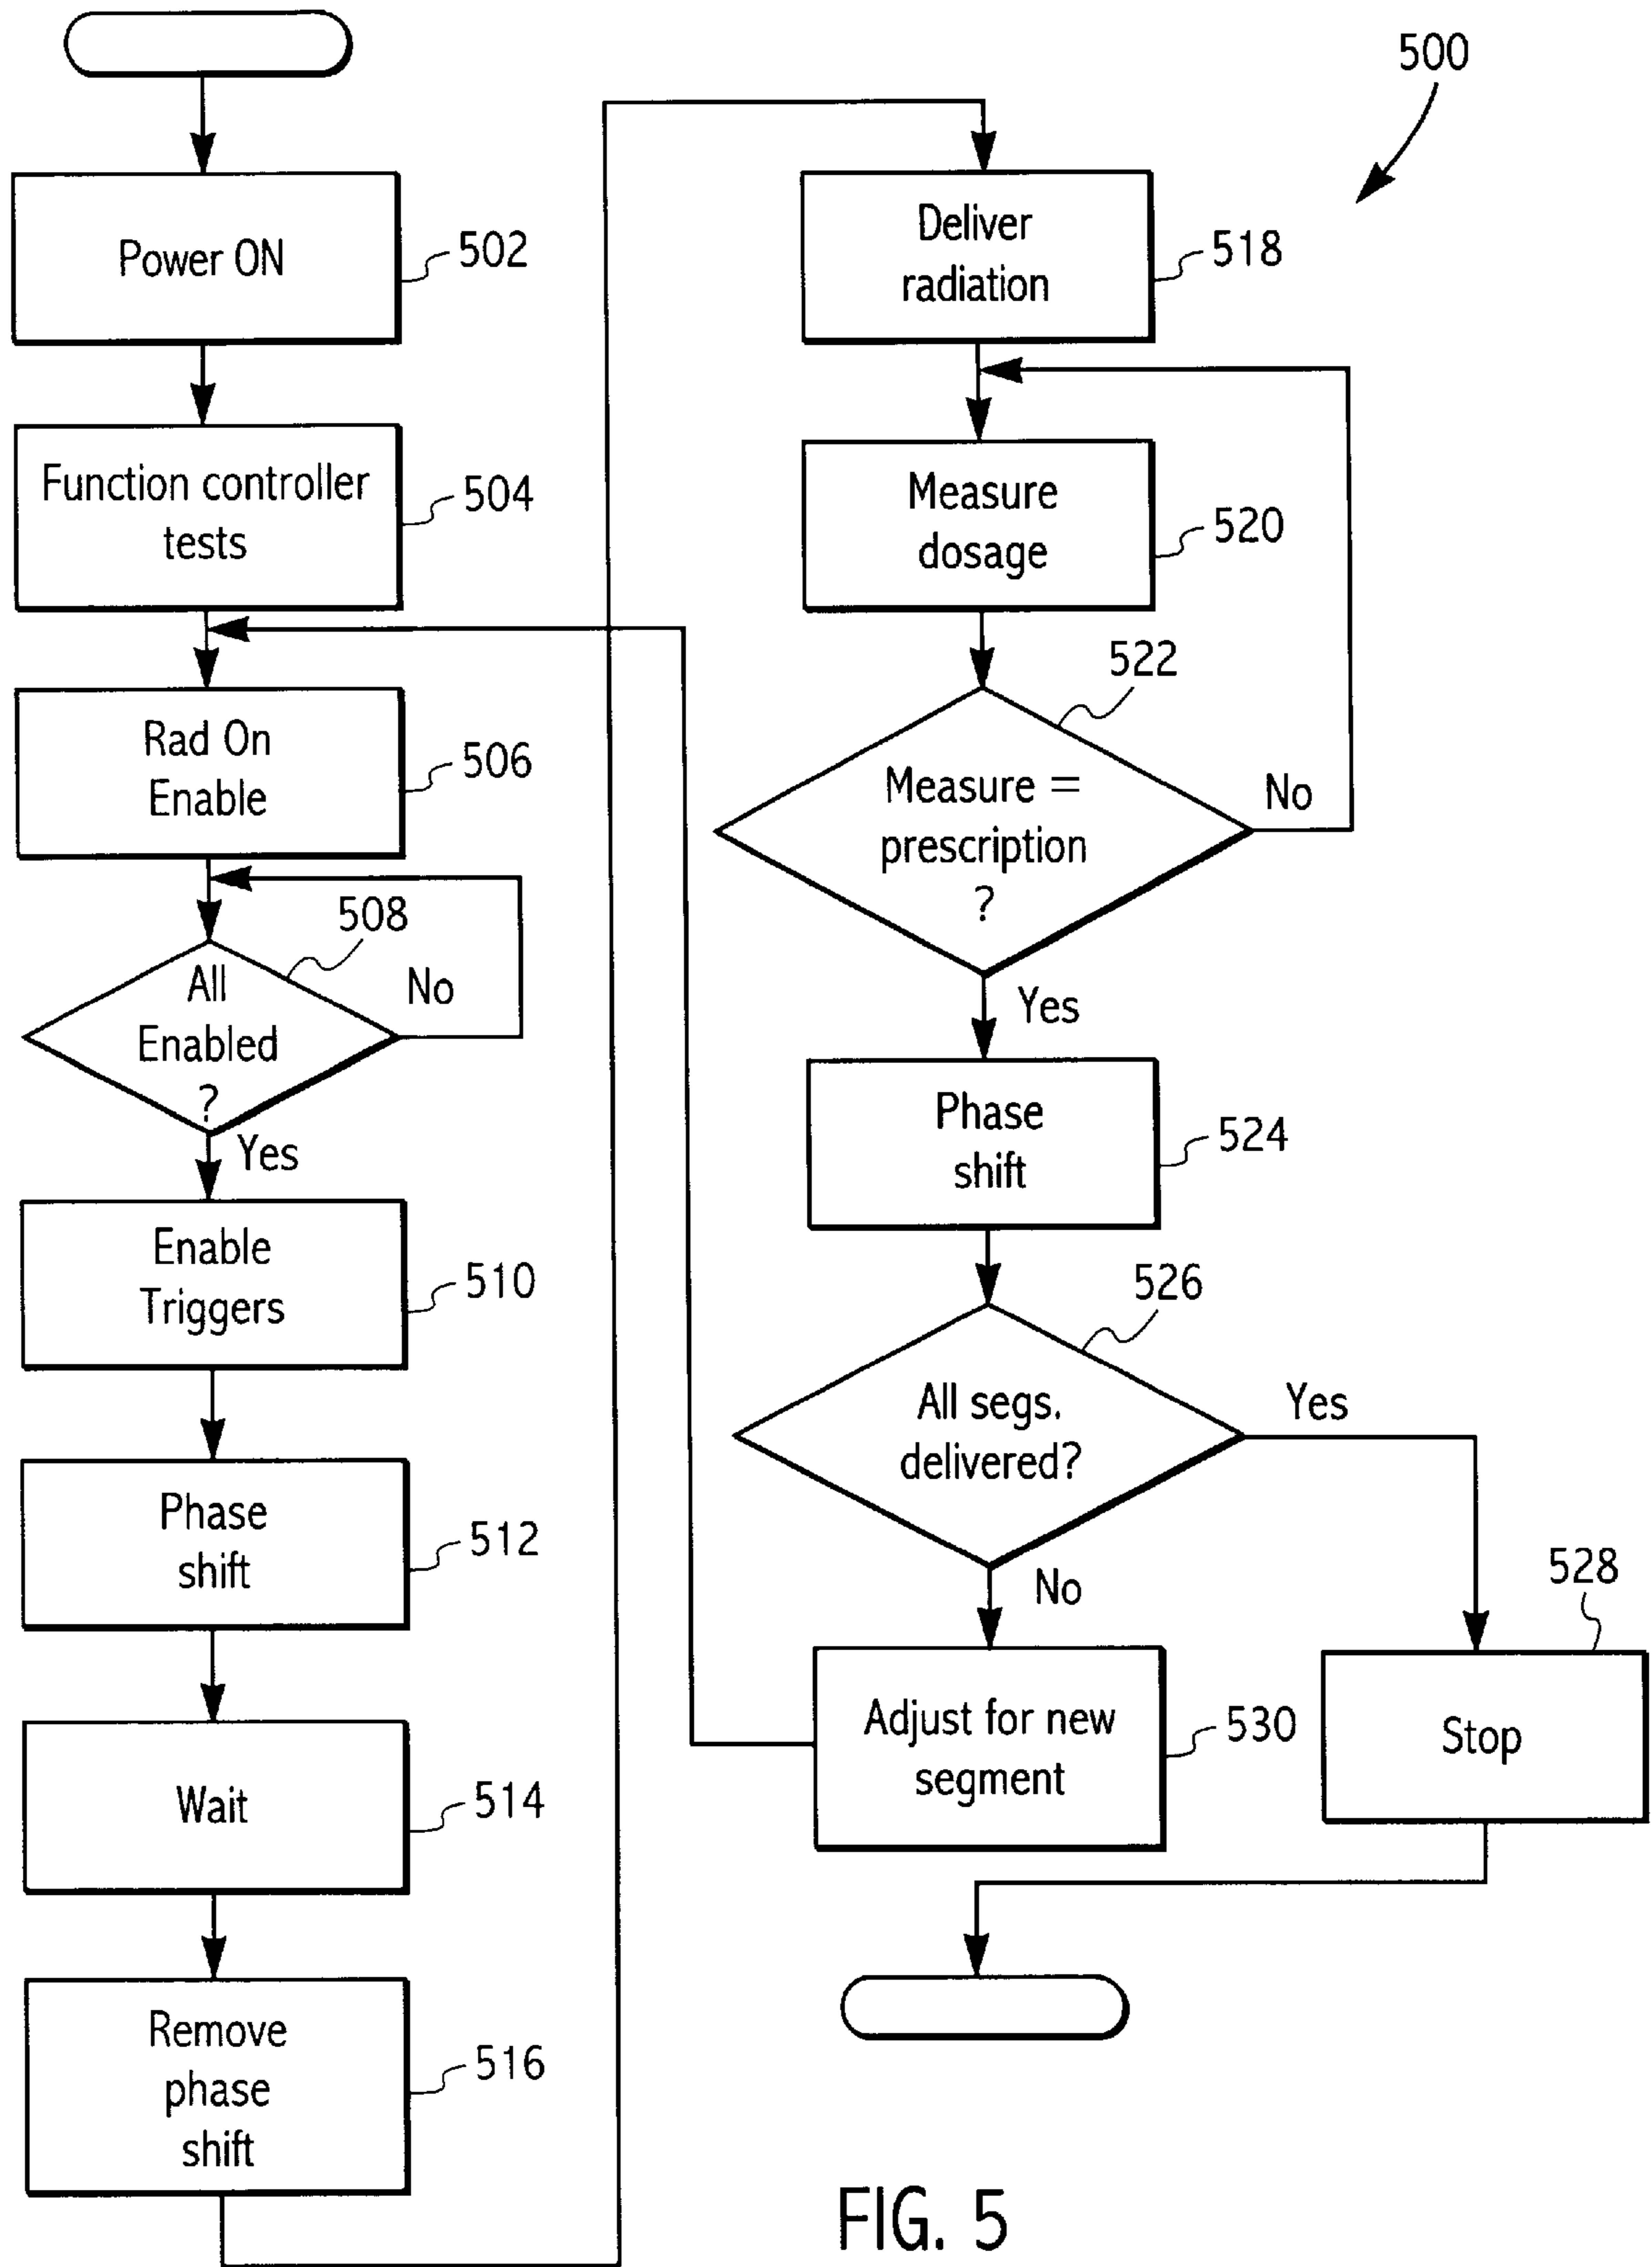 500
Power ON
502
Function controller
tests
504
Rad On
Enable
506
508
All
Enabled
?
No
Yes
Enable
Triggers
510
Phase
shift
512
Wait
514
Remove
phase
shift
516
Deliver
radiation
518
Measure
dosage
520
522
Measure =
prescription
?
No
Yes
Phase
shift
524
526
All segs.
delivered?
Yes
No
528
Stop
Adjust for new
segment
530
FIG. 5